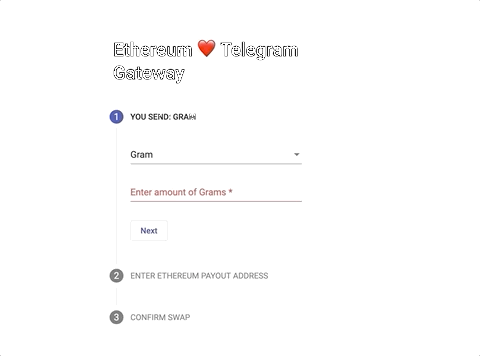 Ethereum ❤️ Telegram
Gateway
1 YOU SEND: GRAM
Gram
Enter amount of Grams *
Next
2 ENTER ETHEREUM PAYOUT ADDRESS
3 CONFIRM SWAP